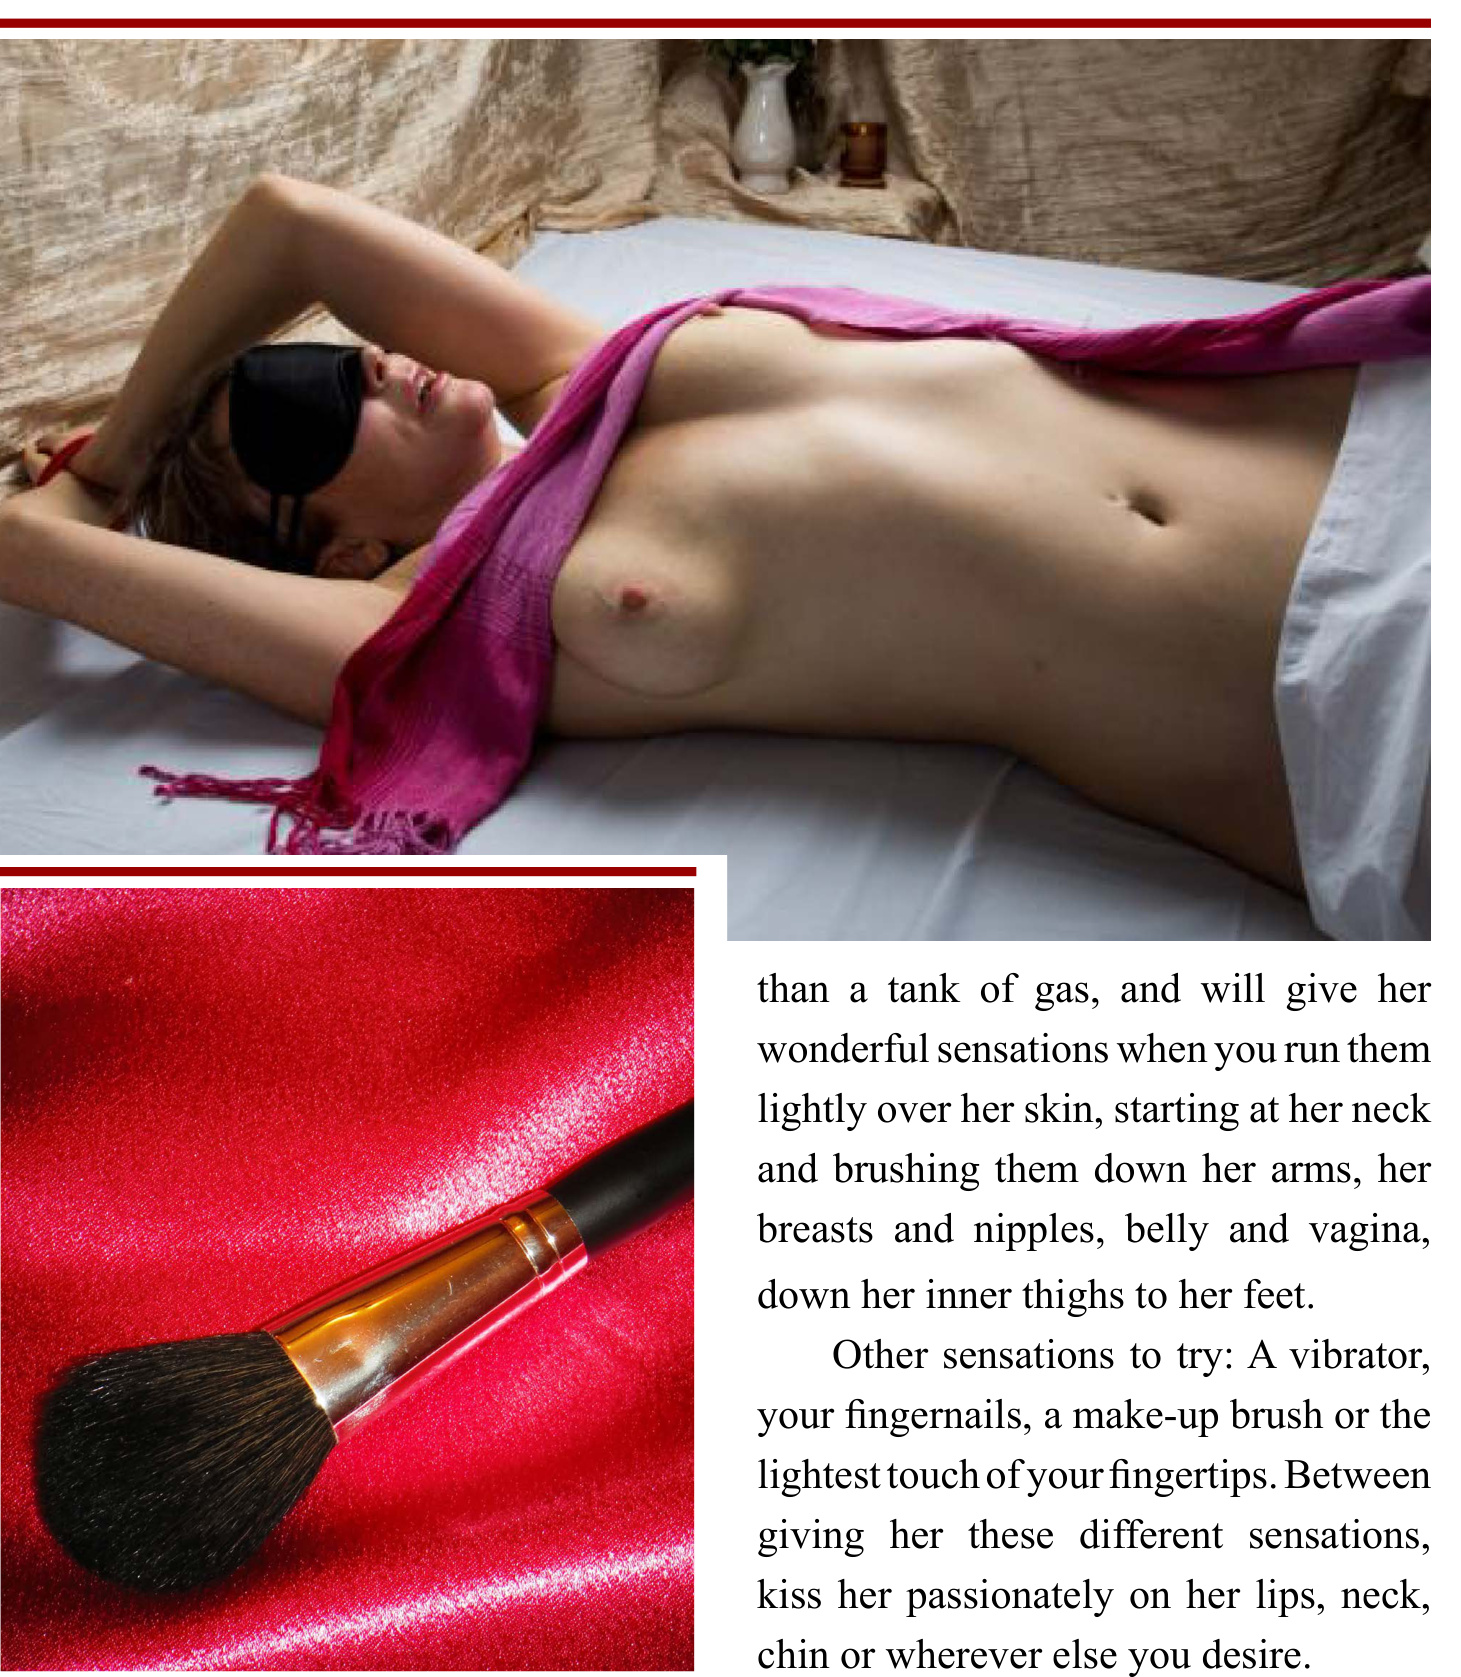 than a tank of gas, and will give her
wonderful sensations when you run them
lightly over her skin, starting at her neck
and brushing them down her arms, her
breasts and nipples, belly and vagina,
down her inner thighs to her feet.
Other sensations to try: A vibrator,
your fingernails, a make-up brush or the
lightest touch of your fingertips. Between
giving her these different sensations,
kiss her passionately on her lips, neck,
chin or wherever else you desire.